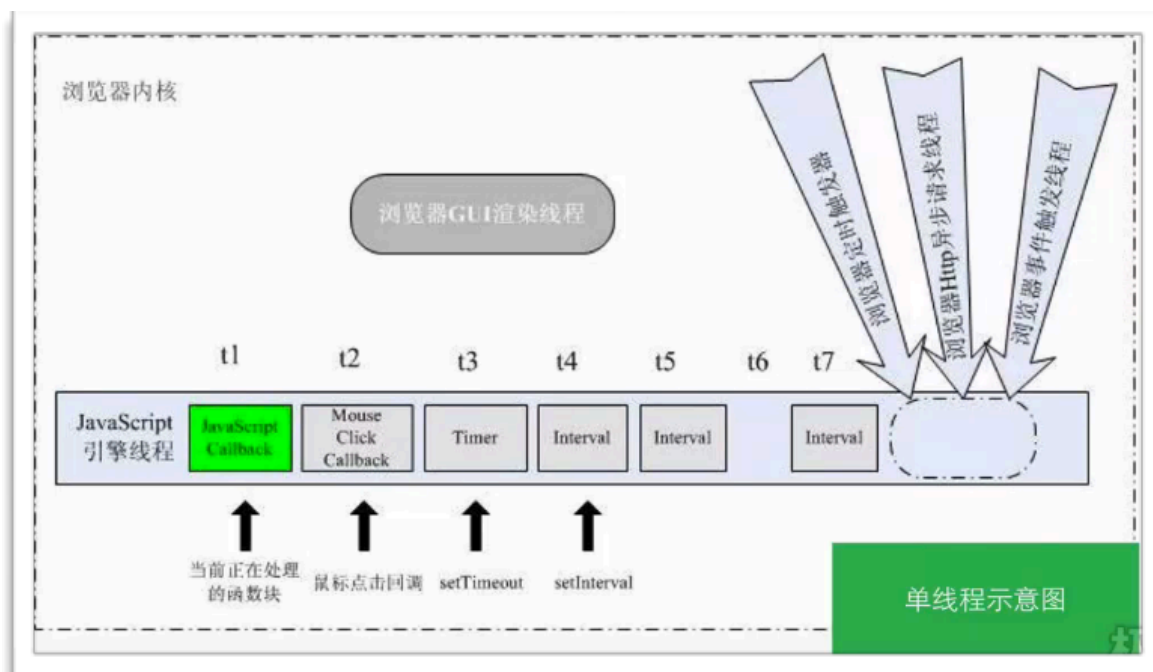 浏览器内核
浏览器GUI渲染线程
浏览器定时触发器
浏览器Http异步请求线程
浏览器事件触发线程
t1
t2
t3
t4
t5
t6
t7
JavaScript
引擎线程
JavaScript
Callback
Mouse
Click
Callback
Timer
Interval
Interval
Interval
当前正在处理
的函数块
鼠标点击回调
setTimeout
setInterval
单线程示意图